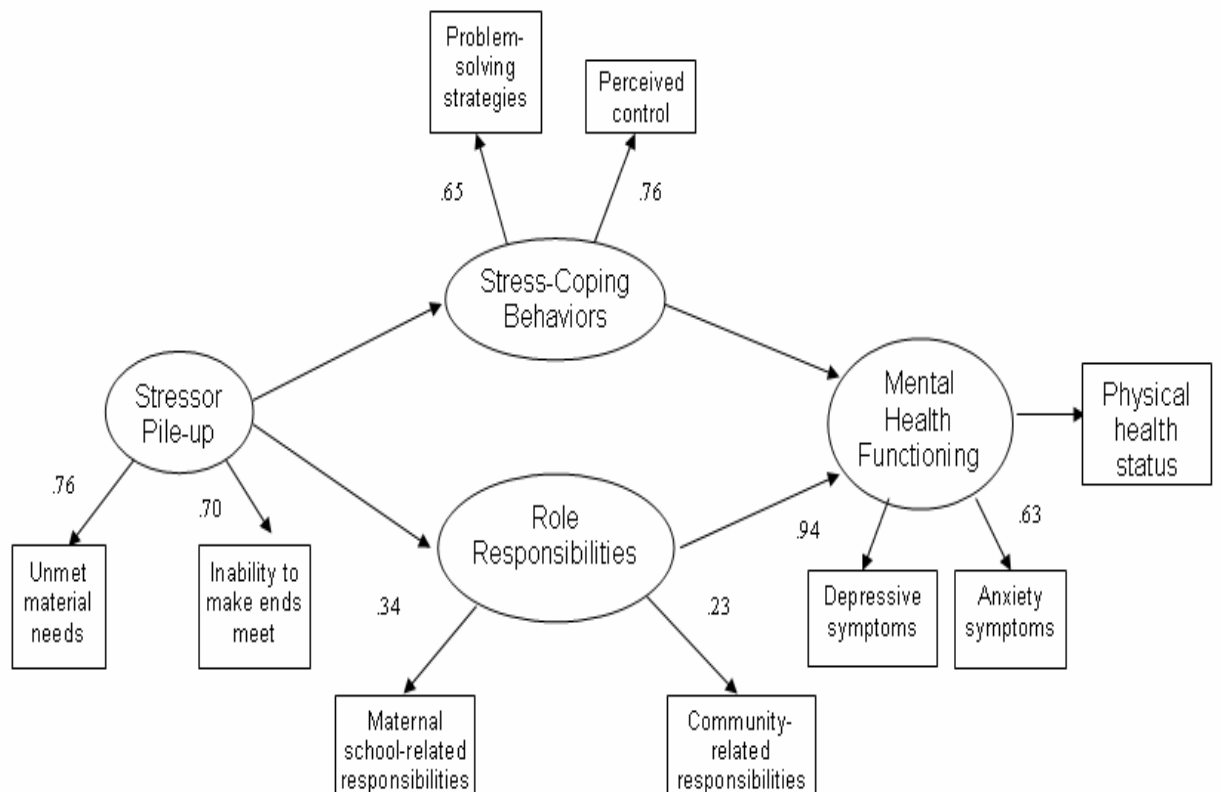 Problem-
solving
strategies
Perceived
control
.65
.76
Stress-Coping
Behaviors
Stressor
Pile-up
Mental
Health
Functioning
Physical
health
status
.76
.70
Role
Responsibilities
.94
.63
Unmet
material
needs
Inability to
make ends
meet
.34
.23
Depressive
symptoms
Anxiety
symptoms
Maternal
school-related
responsibilities
Community-
related
responsibilities